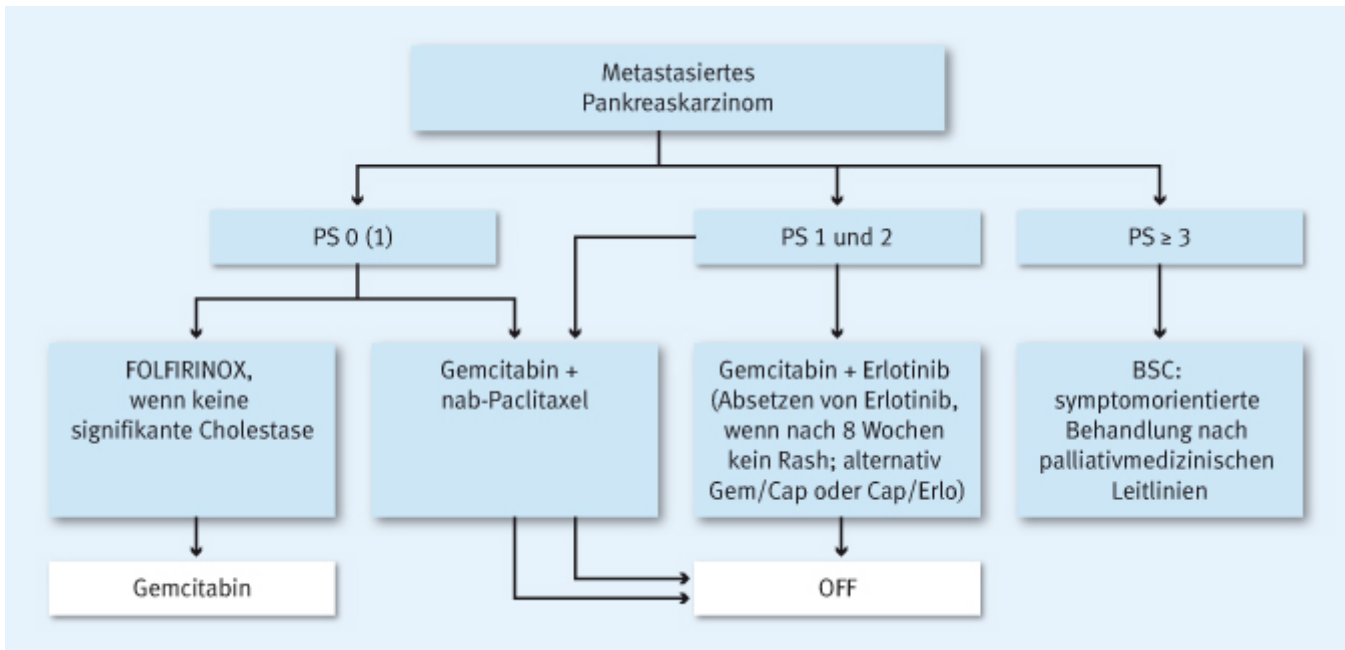 Metastasiertes
Pankreaskarzinom
PS 0 (1)
PS 1 und 2
PS ≥ 3
FOLFIRINOX,
wenn keine
signifikante Cholestase
Gemcitabin +
nab-Paclitaxel
Gemcitabin + Erlotinib
(Absetzen von Erlotinib,
wenn nach 8 Wochen
kein Rash; alternativ
Gem/Cap oder Cap/Erlo)
BSC:
symptomorientierte
Behandlung nach
palliativmedizinischen
Leitlinien
Gemcitabin
OFF